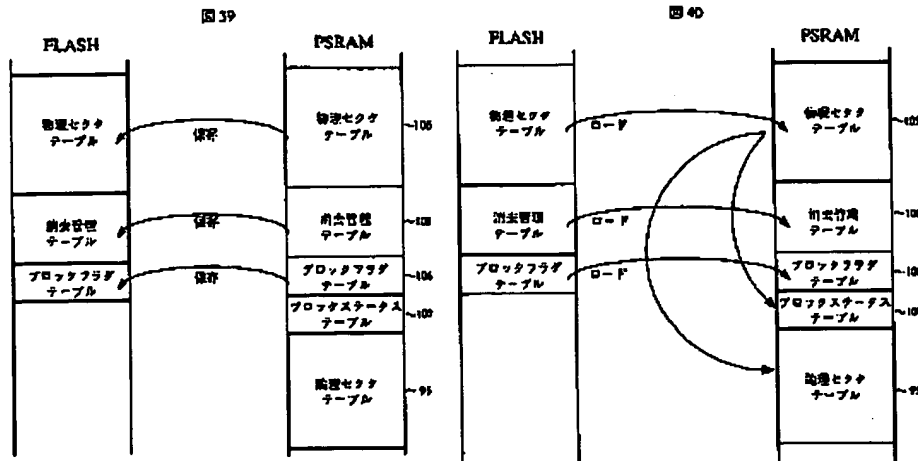 図39
FLASH
PSRAM
物理セクタ
テーブル
保存
物理セクタ
テーブル
~105
消去管理
テーブル
保存
消去管理
テーブル
~108
ブロックフラグ
テーブル
保存
ブロックフラグ
テーブル
~106
ブロックステータス
テーブル
~107
論理セクタ
テーブル
~95
図40
FLASH
PSRAM
物理セクタ
テーブル
ロード
物理セクタ
テーブル
~105
消去管理
テーブル
ロード
消去管理
テーブル
ブロックフラグ
テーブル
ロード
ブロックフラグ
テーブル
ブロックステータス
テーブル
論理セクタ
テーブル